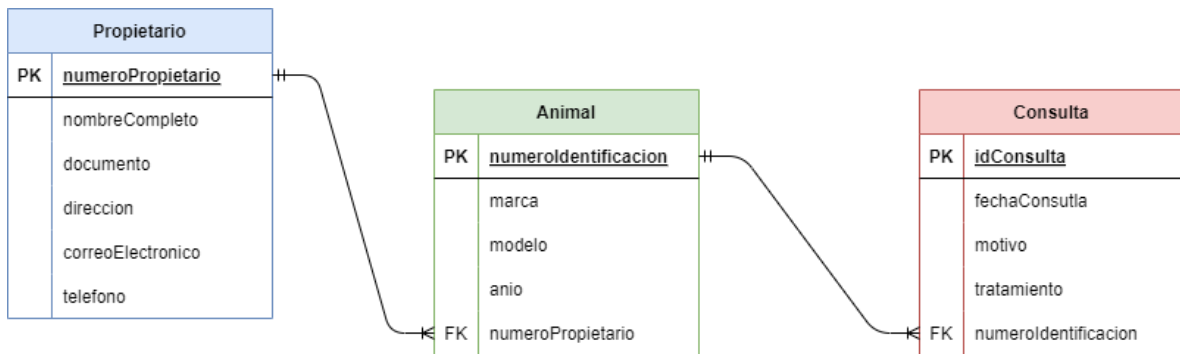 Propietario
PK numeroPropietario
nombreCompleto
documento
direccion
correoElectronico
telefono
Animal
PK numeroIdentificacion
marca
modelo
anio
FK numeroPropietario
Consulta
PK idConsulta
fechaConsutla
motivo
tratamiento
FK numeroIdentificacion